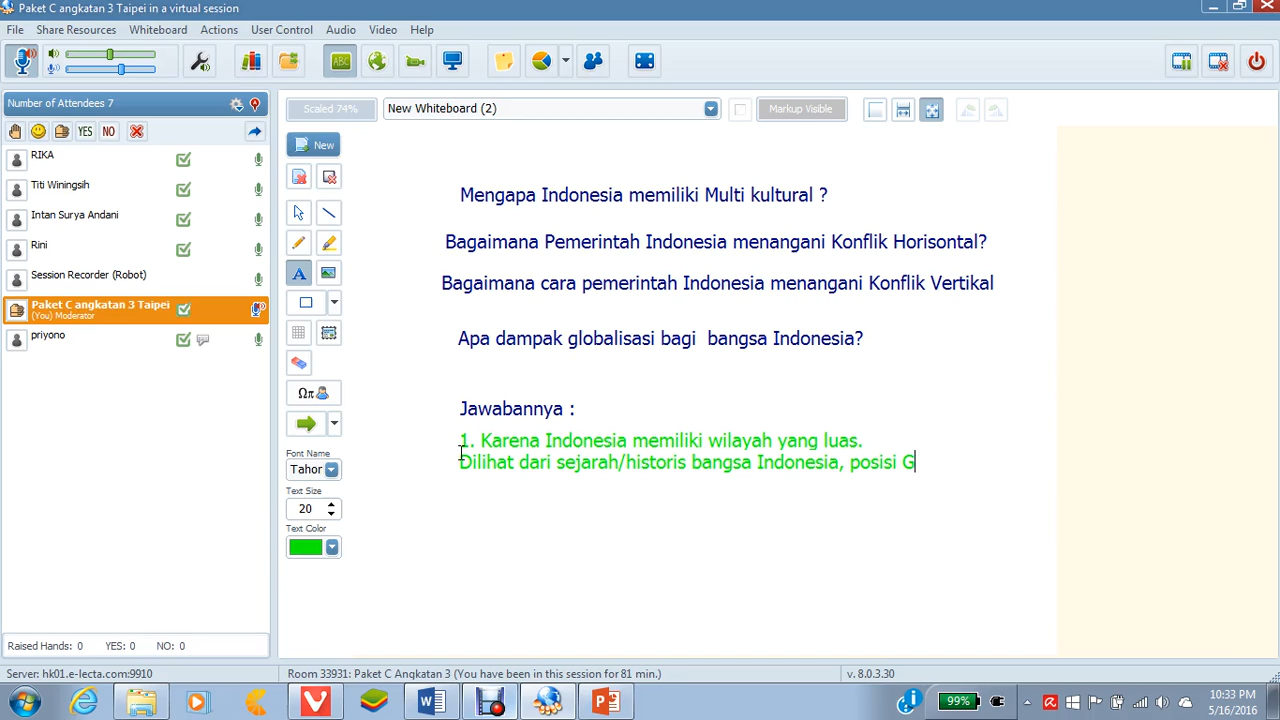 Paket C angkatan 3 Taipei in a virtual session
File Share Resources Whiteboard Actions User Control Audio Video Help
ABC
Number of Attendees 7
Scaled 74% New Whiteboard (2) Markup Visible
YES NO
New
RIKA
Titi Winingsih
Intan Surya Andani
Rini
Session Recorder (Robot)
Paket C angkatan 3 Taipei
(You) Moderator
priyono
A
Ωπ
Font Name
Tahor
Text Size
20
Text Color
Mengapa Indonesia memiliki Multi kultural ?
Bagaimana Pemerintah Indonesia menangani Konflik Horisontal?
Bagaimana cara pemerintah Indonesia menangani Konflik Vertikal
Apa dampak globalisasi bagi bangsa Indonesia?
Jawabannya :
1. Karena Indonesia memiliki wilayah yang luas.
Dilihat dari sejarah/historis bangsa Indonesia, posisi G
Raised Hands: 0 YES: 0 NO: 0
Server: hk01.e-lecta.com:9910 Room 33931: Paket C Angkatan 3 (You have been in this session for 81 min.) v. 8.0.3.30
99%
10:33 PM
5/16/2016